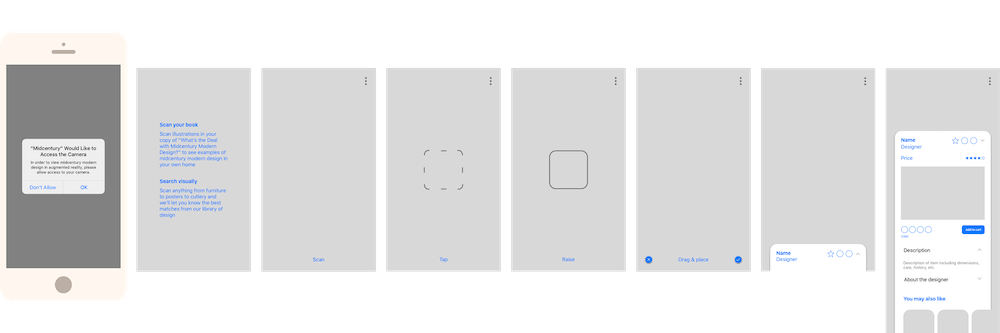 "Midcentury" Would Like to
Access the Camera
In order to view midcentury modern
design in augmented reality, please
allow access to your camera.
Don't Allow
OK
Scan your book
Scan illustrations in your
copy of "What's the Deal
with Midcentury Modern
Design?" to see examples of
midcentury modern design in
your own home
Search visually
Scan anything from furniture
to posters to cutlery and
we'll let you know the best
matches from our library of
design
Scan
Tap
Raise
Drag & place
Name
Designer
Name
Designer
Price
Add to cart
Description
Description of item including dimensions,
care, history, etc.
About the designer
You may also like